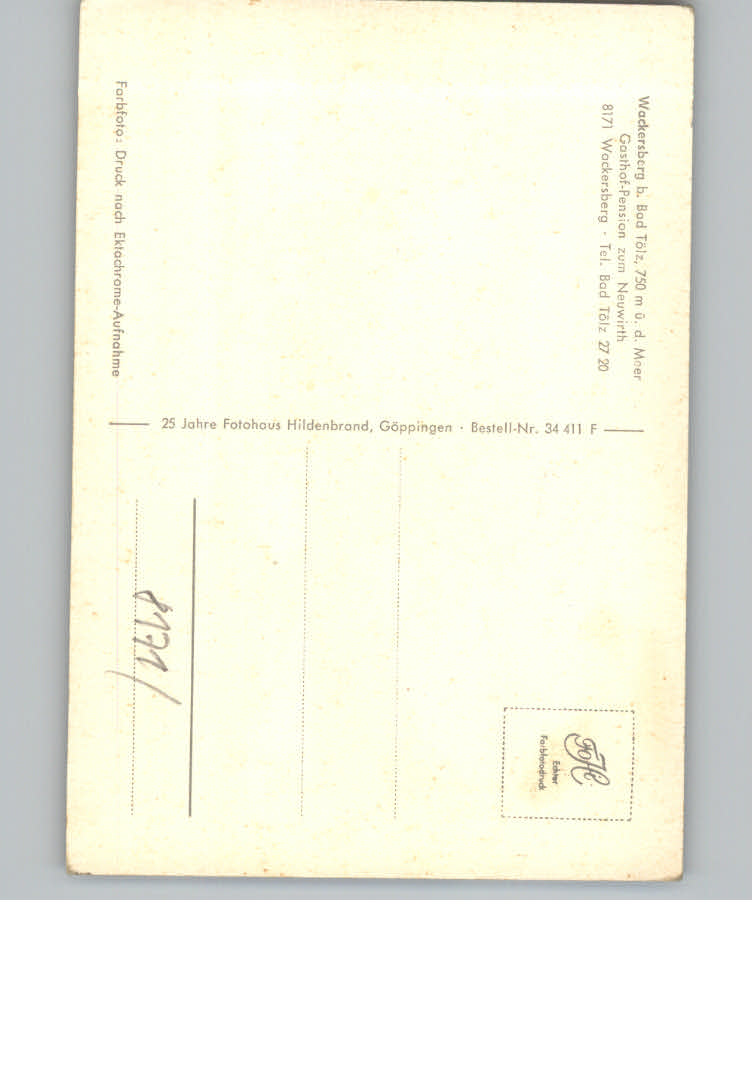 Wackersberg b. Bad Tölz, 750 m ü. d. Meer
Gasthof-Pension zum Neuwirth
8171 Wackersberg · Tel. Bad Tölz 27 20
Farbfoto: Druck nach Ektachrome-Aufnahme
25 Jahre Fotohaus Hildenbrand, Göppingen · Bestell-Nr. 34 411 F
FoHi
Echter
Farbfotodruck
8171/